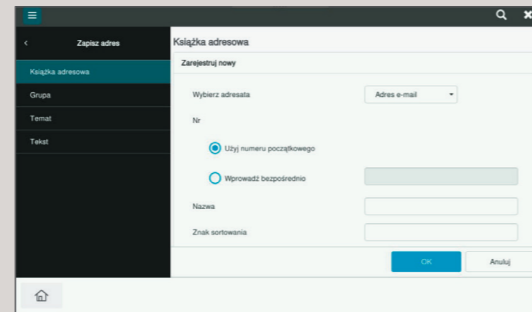 Zapisz adres
Książka adresowa
Grupa
Temat
Tekst
Książka adresowa
Zarejestruj nowy
Wybierz adresata
Adres e-mail
Nr
Użyj numeru początkowego
Wprowadź bezpośrednio
Nazwa
Znak sortowania
OK
Anuluj